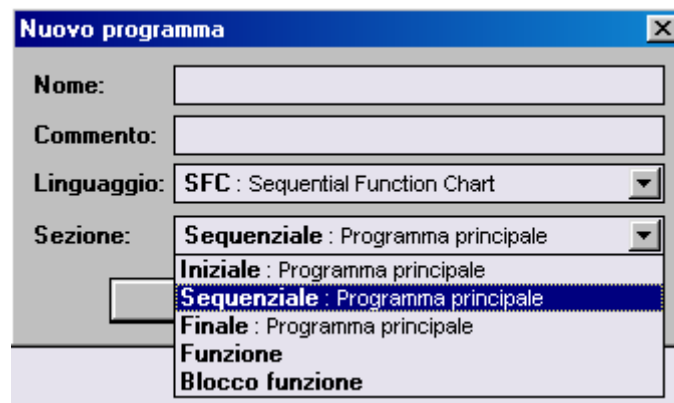 Nuovo programma
Nome:
Commento:
Linguaggio: SFC : Sequential Function Chart
Sezione: Sequenziale : Programma principale
Iniziale : Programma principale
Sequenziale : Programma principale
Finale : Programma principale
Funzione
Blocco funzione